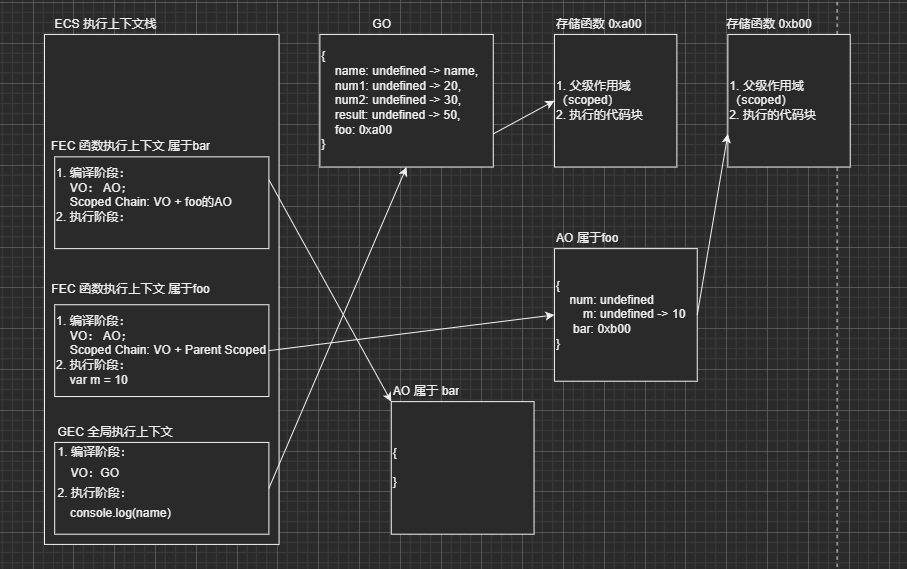 ECS 执行上下文栈
FEC 函数执行上下文 属于bar
1. 编译阶段：
VO： AO；
Scoped Chain: VO + foo的AO
2. 执行阶段：
FEC 函数执行上下文 属于foo
1. 编译阶段：
VO： AO；
Scoped Chain: VO + Parent Scoped
2. 执行阶段：
var m = 10
GEC 全局执行上下文
1. 编译阶段：
VO：GO
2. 执行阶段：
console.log(name)
GO
{
name: undefined -> name,
num1: undefined -> 20,
num2: undefined -> 30,
result: undefined -> 50,
foo: 0xa00
}
存储函数 0xa00
1. 父级作用域
（scoped）
2. 执行的代码块
存储函数 0xb00
1. 父级作用域
（scoped）
2. 执行的代码块
AO 属于foo
{
num: undefined
m: undefined -> 10
bar: 0xb00
}
AO 属于 bar
{
}